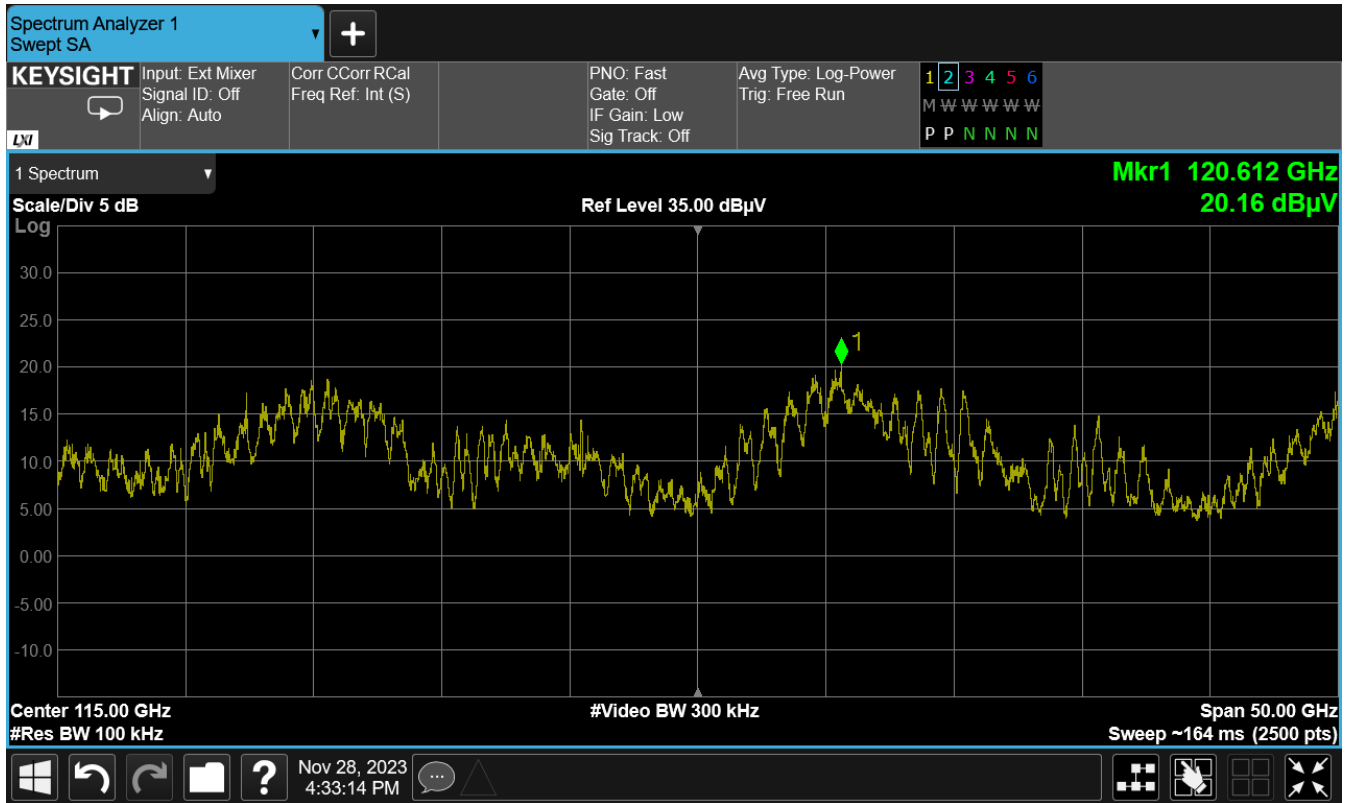 Spectrum Analyzer 1
Swept SA
▼
+
KEYSIGHT
LXI
Input: Ext Mixer
Signal ID: Off
Align: Auto
Corr CCorr RCal
Freq Ref: Int (S)
PNO: Fast
Gate: Off
IF Gain: Low
Sig Track: Off
Avg Type: Log-Power
Trig: Free Run
1 2 3 4 5 6
M W W W W W
P P N N N N
1 Spectrum ▼
Mkr1 120.612 GHz
20.16 dBµV
Scale/Div 5 dB
Ref Level 35.00 dBµV
Log
30.0
25.0
20.0
15.0
10.0
5.00
0.00
-5.00
-10.0
1
Center 115.00 GHz
#Video BW 300 kHz
Span 50.00 GHz
#Res BW 100 kHz
Sweep ~164 ms (2500 pts)
?
Nov 28, 2023
4:33:14 PM